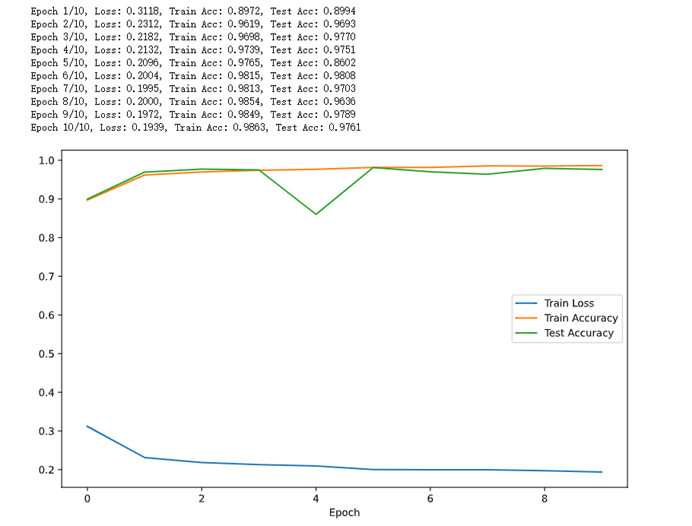 Epoch 1/10, Loss: 0.3118, Train Acc: 0.8972, Test Acc: 0.8994
Epoch 2/10, Loss: 0.2312, Train Acc: 0.9619, Test Acc: 0.9693
Epoch 3/10, Loss: 0.2182, Train Acc: 0.9698, Test Acc: 0.9770
Epoch 4/10, Loss: 0.2132, Train Acc: 0.9739, Test Acc: 0.9751
Epoch 5/10, Loss: 0.2096, Train Acc: 0.9765, Test Acc: 0.8602
Epoch 6/10, Loss: 0.2004, Train Acc: 0.9815, Test Acc: 0.9808
Epoch 7/10, Loss: 0.1995, Train Acc: 0.9813, Test Acc: 0.9703
Epoch 8/10, Loss: 0.2000, Train Acc: 0.9854, Test Acc: 0.9636
Epoch 9/10, Loss: 0.1972, Train Acc: 0.9849, Test Acc: 0.9789
Epoch 10/10, Loss: 0.1939, Train Acc: 0.9863, Test Acc: 0.9761
1.0
0.9
0.8
0.7
0.6
0.5
0.4
0.3
0.2
Train Loss
Train Accuracy
Test Accuracy
0 2 4 6 8
Epoch